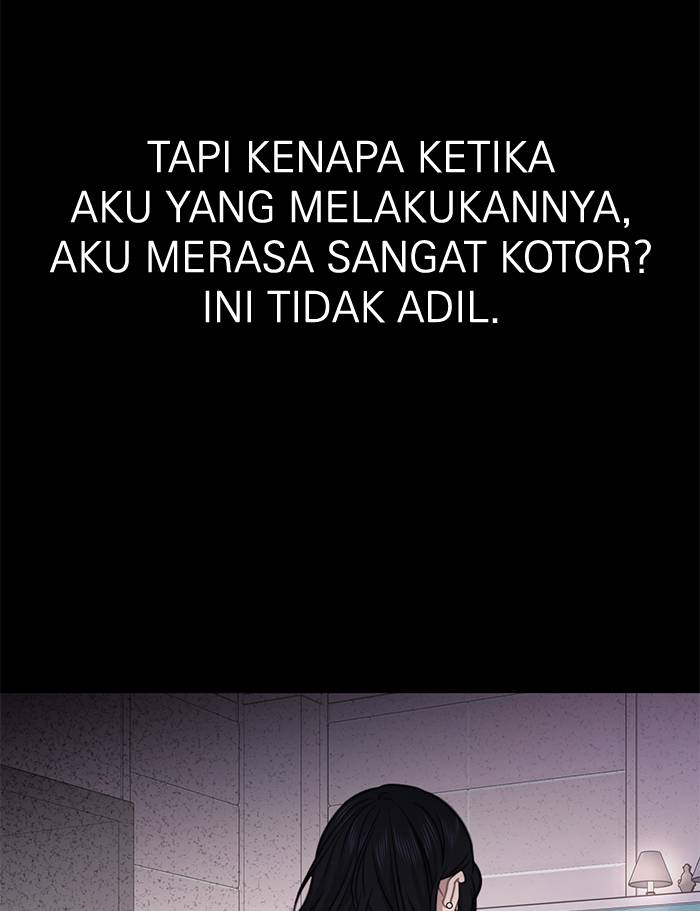 TAPI KENAPA KETIKA
AKU YANG MELAKUKANNYA,
AKU MERASA SANGAT KOTOR?
INI TIDAK ADIL.